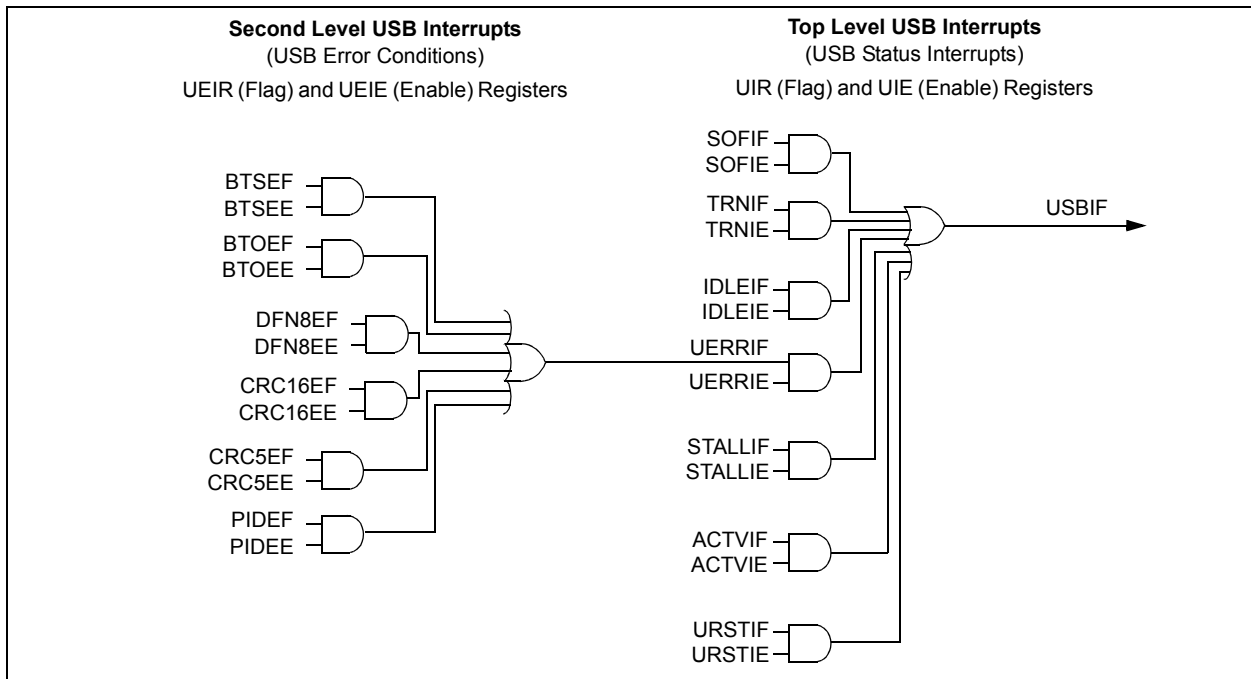 Second Level USB Interrupts
(USB Error Conditions)
UEIR (Flag) and UEIE (Enable) Registers
BTSEF
BTSEE
BTOEF
BTOEE
DFN8EF
DFN8EE
CRC16EF
CRC16EE
CRC5EF
CRC5EE
PIDEF
PIDEE
Top Level USB Interrupts
(USB Status Interrupts)
UIR (Flag) and UIE (Enable) Registers
SOFIF
SOFIE
TRNIF
TRNIE
IDLEIF
IDLEIE
UERRIF
UERRIE
STALLIF
STALLIE
ACTVIF
ACTVIE
URSTIF
URSTIE
USBIF